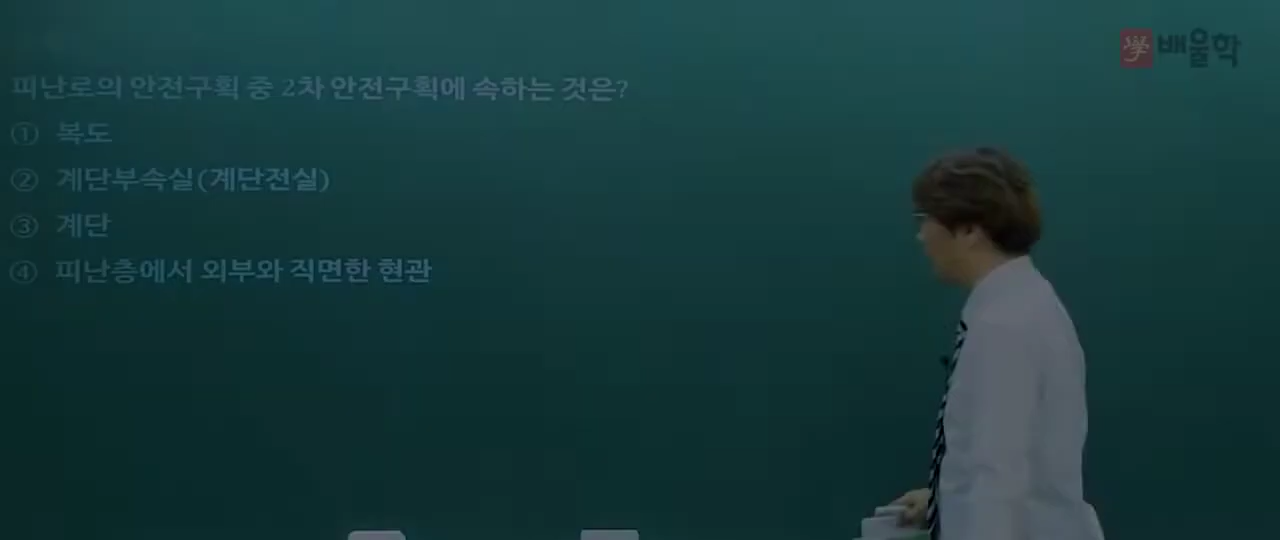 學 배울학
피난로의 안전구획 중 2차 안전구획에 속하는 것은?
① 복도
② 계단부속실(계단전실)
③ 계단
④ 피난층에서 외부와 직면한 현관